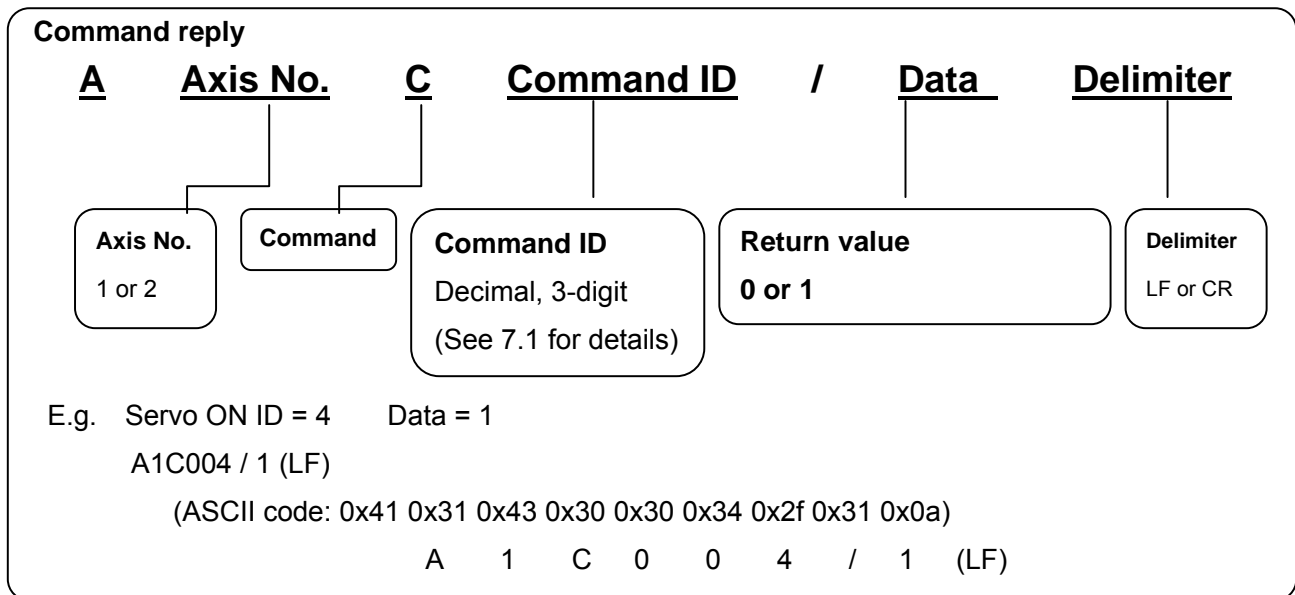 Command reply
A Axis No. C Command ID / Data Delimiter
Axis No.
1 or 2
Command
Command ID
Decimal, 3-digit
(See 7.1 for details)
Return value
0 or 1
Delimiter
LF or CR
E.g. Servo ON ID = 4 Data = 1
A1C004 / 1 (LF)
(ASCII code: 0x41 0x31 0x43 0x30 0x30 0x34 0x2f 0x31 0x0a)
A 1 C 0 0 4 / 1 (LF)